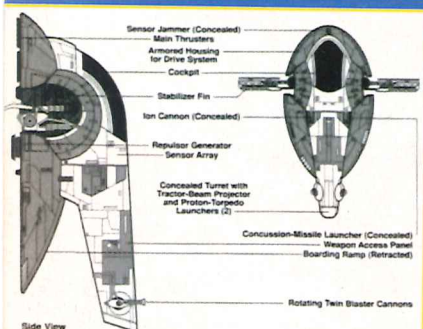 Sensor Jammer (Concealed)
Main Thrusters
Armored Housing
for Drive System
Cockpit
Stabilizer Fin
Ion Cannon (Concealed)
Repulsor Generator
Sensor Array
Concealed Turret with
Tractor-Beam Projector
and Proton-Torpedo
Launchers (2)
Concussion-Missile Launcher (Concealed)
Weapon Access Panel
Boarding Ramp (Retracted)
Rotating Twin Blaster Cannons
Side View